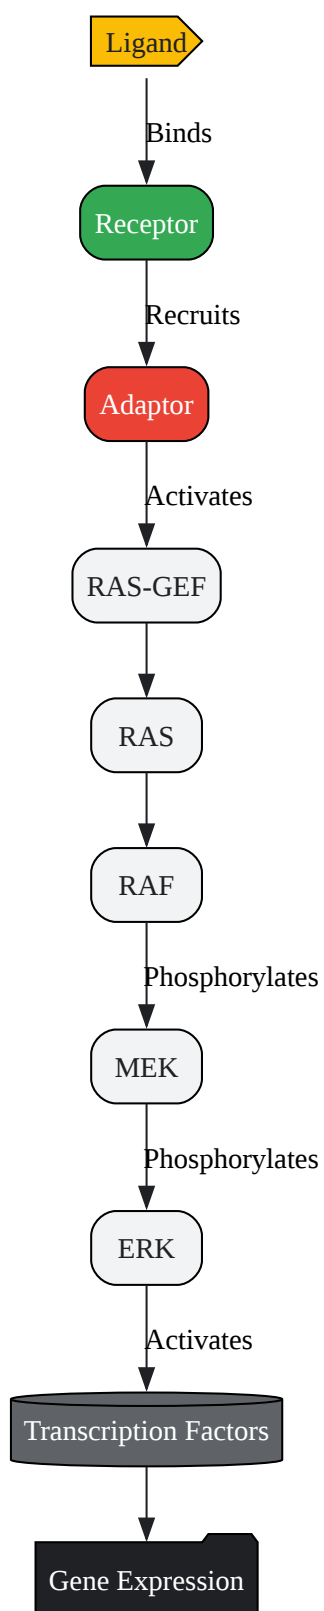 Ligand
Binds
Receptor
Recruits
Adaptor
Activates
RAS-GEF
RAS
RAF
Phosphorylates
MEK
Phosphorylates
ERK
Activates
Transcription Factors
Gene Expression